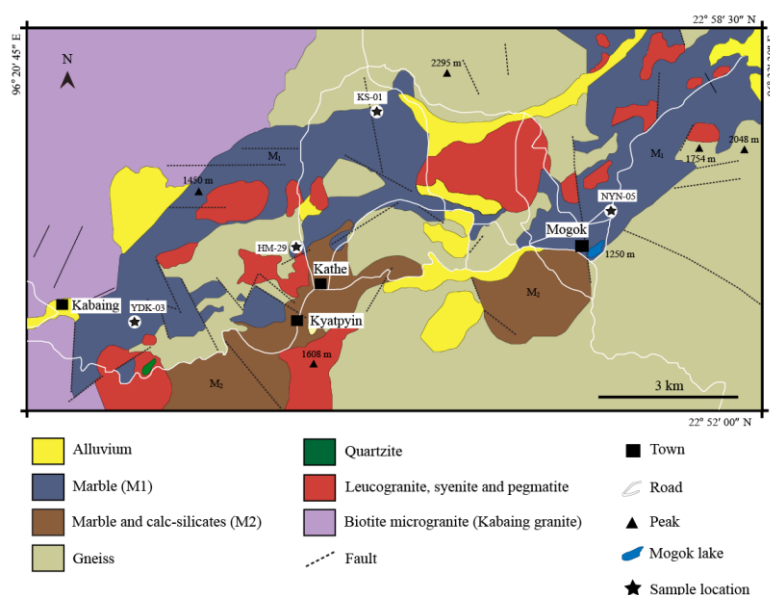 22° 58' 30" N
96° 20' 45" E
N
2295 m
KS-01
2048 m
M1
1754 m
M1
1450 m
NYN-05
Mogok
HM-29
1250 m
Kathe
M2
Kabaing
YDK-03
Kyatpyin
1608 m
M2
3 km
22° 52' 00" N
Alluvium
Quartzite
Town
Marble (M1)
Leucogranite, syenite and pegmatite
Road
Marble and calc-silicates (M2)
Biotite microgranite (Kabaing granite)
Peak
Gneiss
Fault
Mogok lake
Sample location